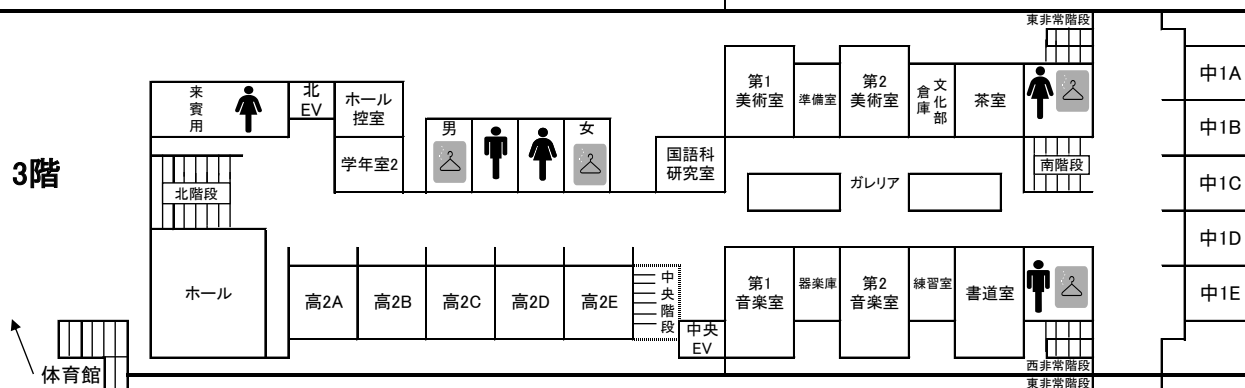 東非常階段
来賓用
北
EV
ホール
控室
学年室2
男
女
国語科
研究室
第1
美術室
準備室
第2
美術室
文化部
倉庫
茶室
中1A
中1B
3階
北階段
ガレリア
南階段
中1C
中1D
ホール
高2A
高2B
高2C
高2D
高2E
中央階段
中央
EV
第1
音楽室
器楽庫
第2
音楽室
練習室
書道室
中1E
体育館
西非常階段
東非常階段